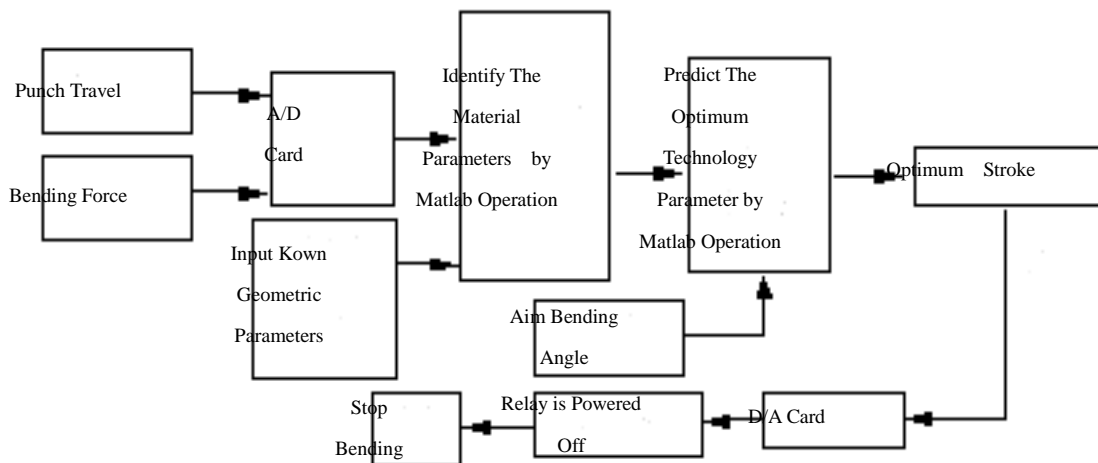 Punch Travel
Bending Force
A/D
Card
Input Kown
Geometric
Parameters
Identify The
Material
Parameters by
Matlab Operation
Predict The
Optimum
Technology
Parameter by
Matlab Operation
Optimum Stroke
Aim Bending
Angle
Stop
Bending
Relay is Powered
Off
D/A Card